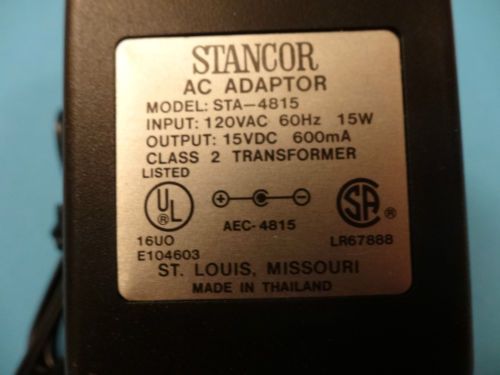 STANCOR
AC ADAPTOR
MODEL: STA-4815
INPUT: 120VAC 60Hz 15W
OUTPUT: 15VDC 600mA
CLASS 2 TRANSFORMER
LISTED
UL ®
+ −
SA ®
AEC-4815
16UO
LR67888
E104603
ST. LOUIS, MISSOURI
MADE IN THAILAND